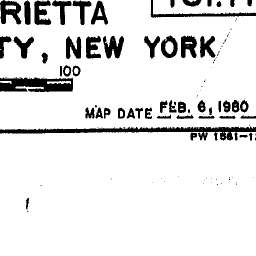 RIETTA
TY, NEW YORK
100
MAP DATE FEB. 6, 1980